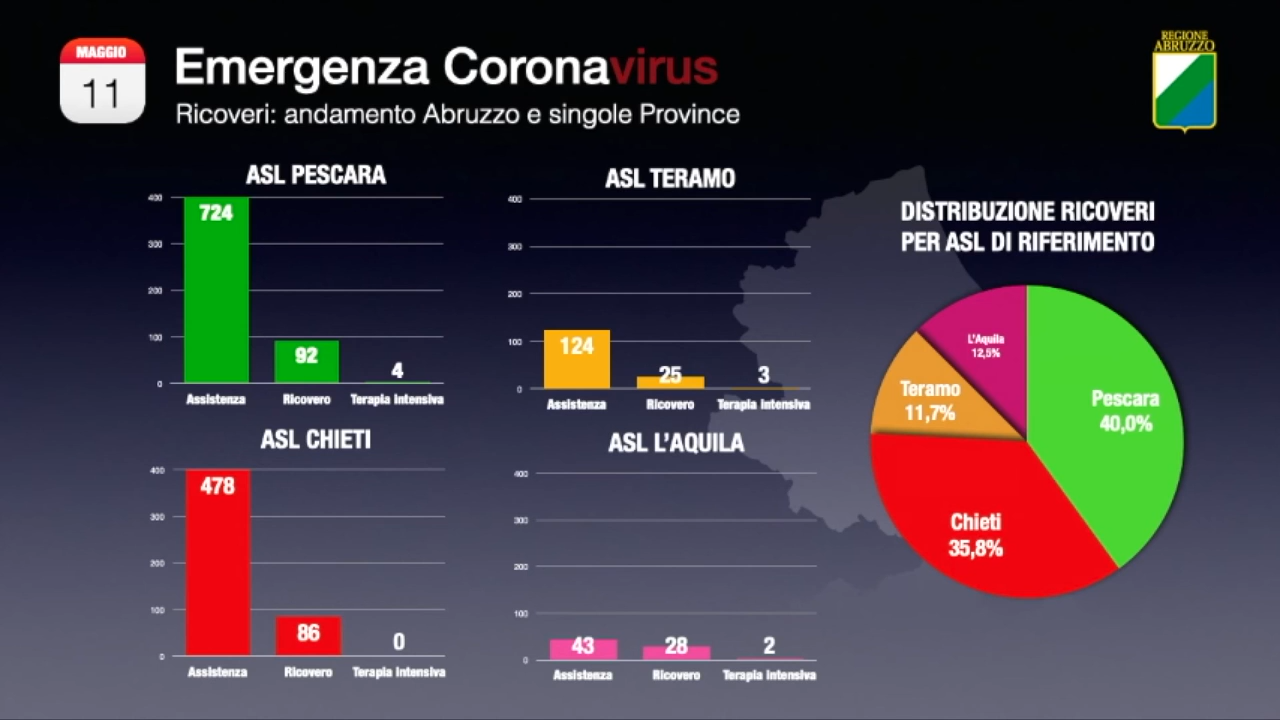 MAGGIO
11
Emergenza Coronavirus
Ricoveri: andamento Abruzzo e singole Province
REGIONE
ABRUZZO
ASL PESCARA
400
300
200
100
0
724
92
4
Assistenza
Ricovero
Terapia Intensiva
ASL TERAMO
400
300
200
100
0
124
25
3
Assistenza
Ricovero
Terapia Intensiva
ASL CHIETI
400
300
200
100
0
478
86
0
Assistenza
Ricovero
Terapia Intensiva
ASL L'AQUILA
400
300
200
100
0
43
28
2
Assistenza
Ricovero
Terapia Intensiva
DISTRIBUZIONE RICOVERI
PER ASL DI RIFERIMENTO
L'Aquila
12,5%
Teramo
11,7%
Pescara
40,0%
Chieti
35,8%